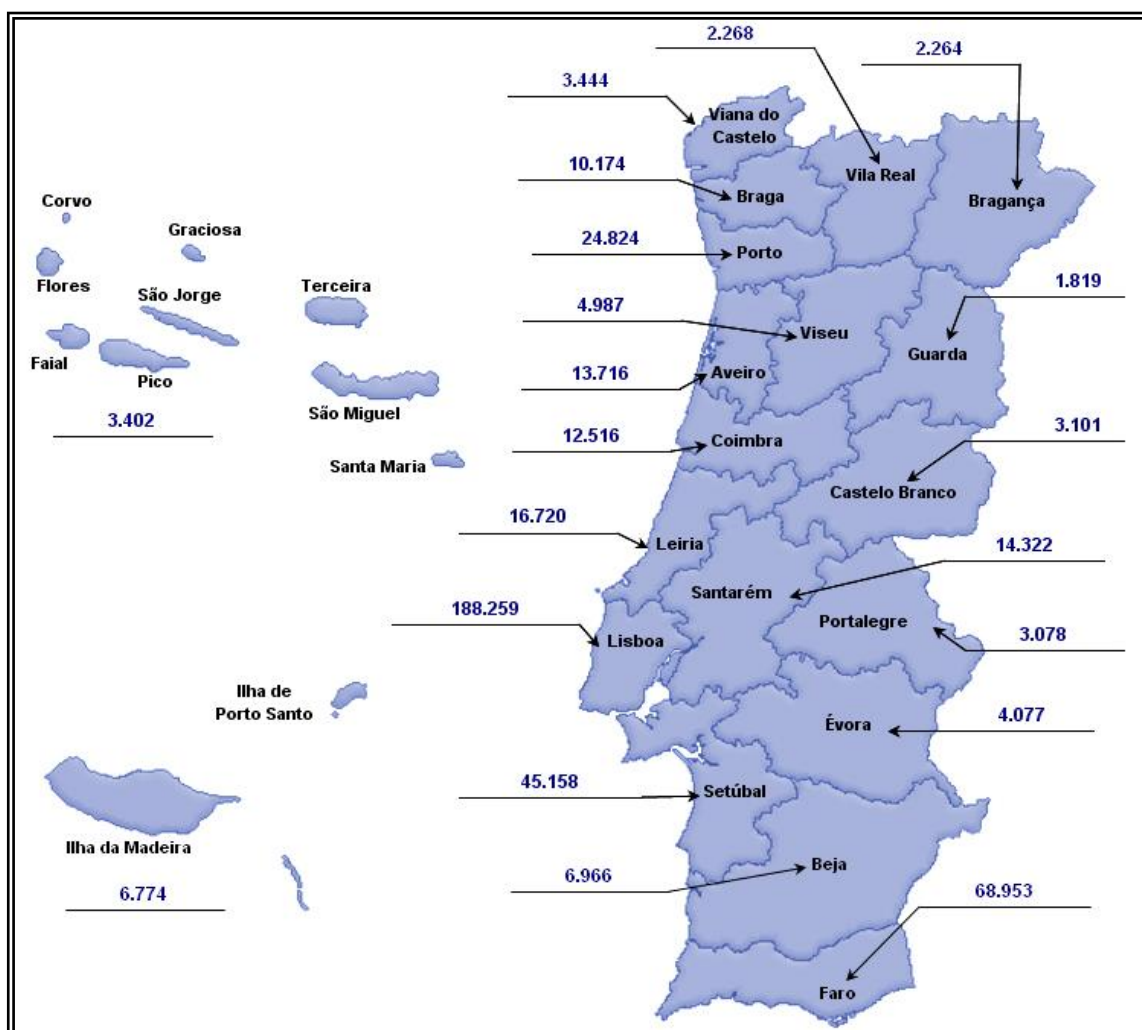 2.268
2.264
3.444
Viana do
Castelo
10.174
Braga
Vila Real
Bragança
Corvo
Graciosa
24.824
Porto
Flores
São Jorge
Terceira
4.987
Viseu
1.819
Guarda
Faial
Pico
13.716
Aveiro
São Miguel
3.402
12.516
Coimbra
3.101
Santa Maria
Castelo Branco
16.720
Leiria
14.322
Santarém
188.259
Lisboa
Portalegre
3.078
Ilha de
Porto Santo
Évora
4.077
45.158
Setúbal
Ilha da Madeira
6.774
6.966
Beja
68.953
Faro